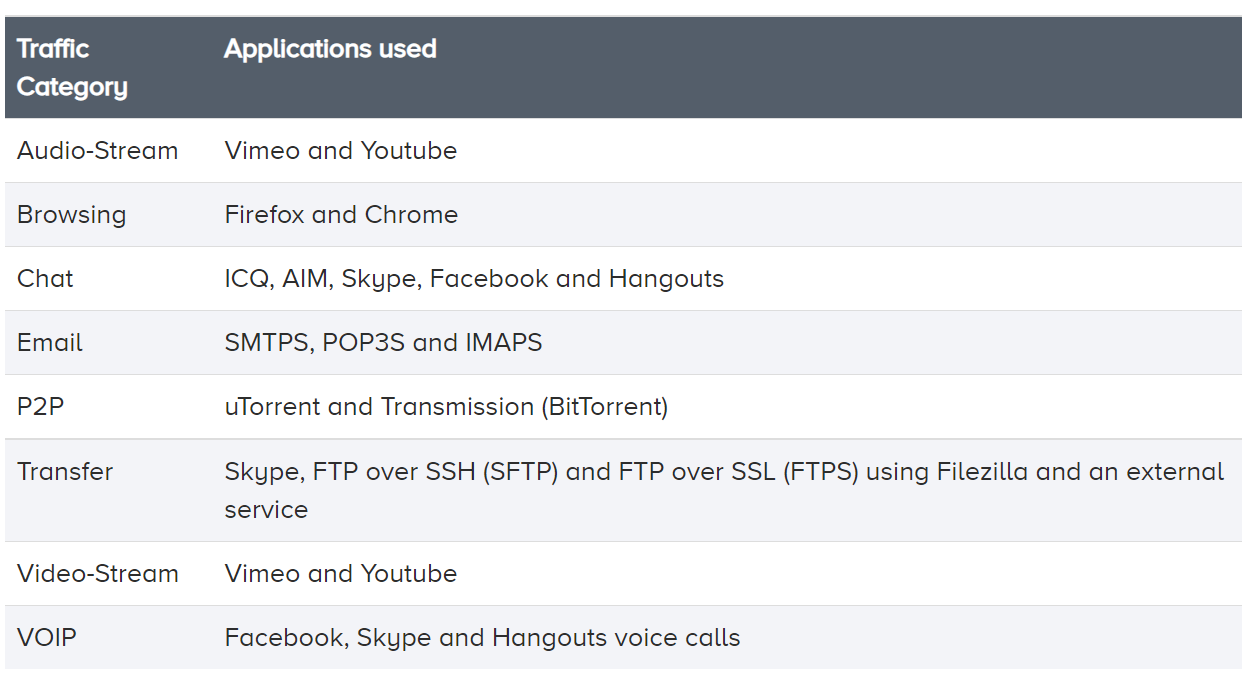 Traffic Category
Applications used
Audio-Stream
Vimeo and Youtube
Browsing
Firefox and Chrome
Chat
ICQ, AIM, Skype, Facebook and Hangouts
Email
SMTPS, POP3S and IMAPS
P2P
uTorrent and Transmission (BitTorrent)
Transfer
Skype, FTP over SSH (SFTP) and FTP over SSL (FTPS) using Filezilla and an external
service
Video-Stream
Vimeo and Youtube
VOIP
Facebook, Skype and Hangouts voice calls